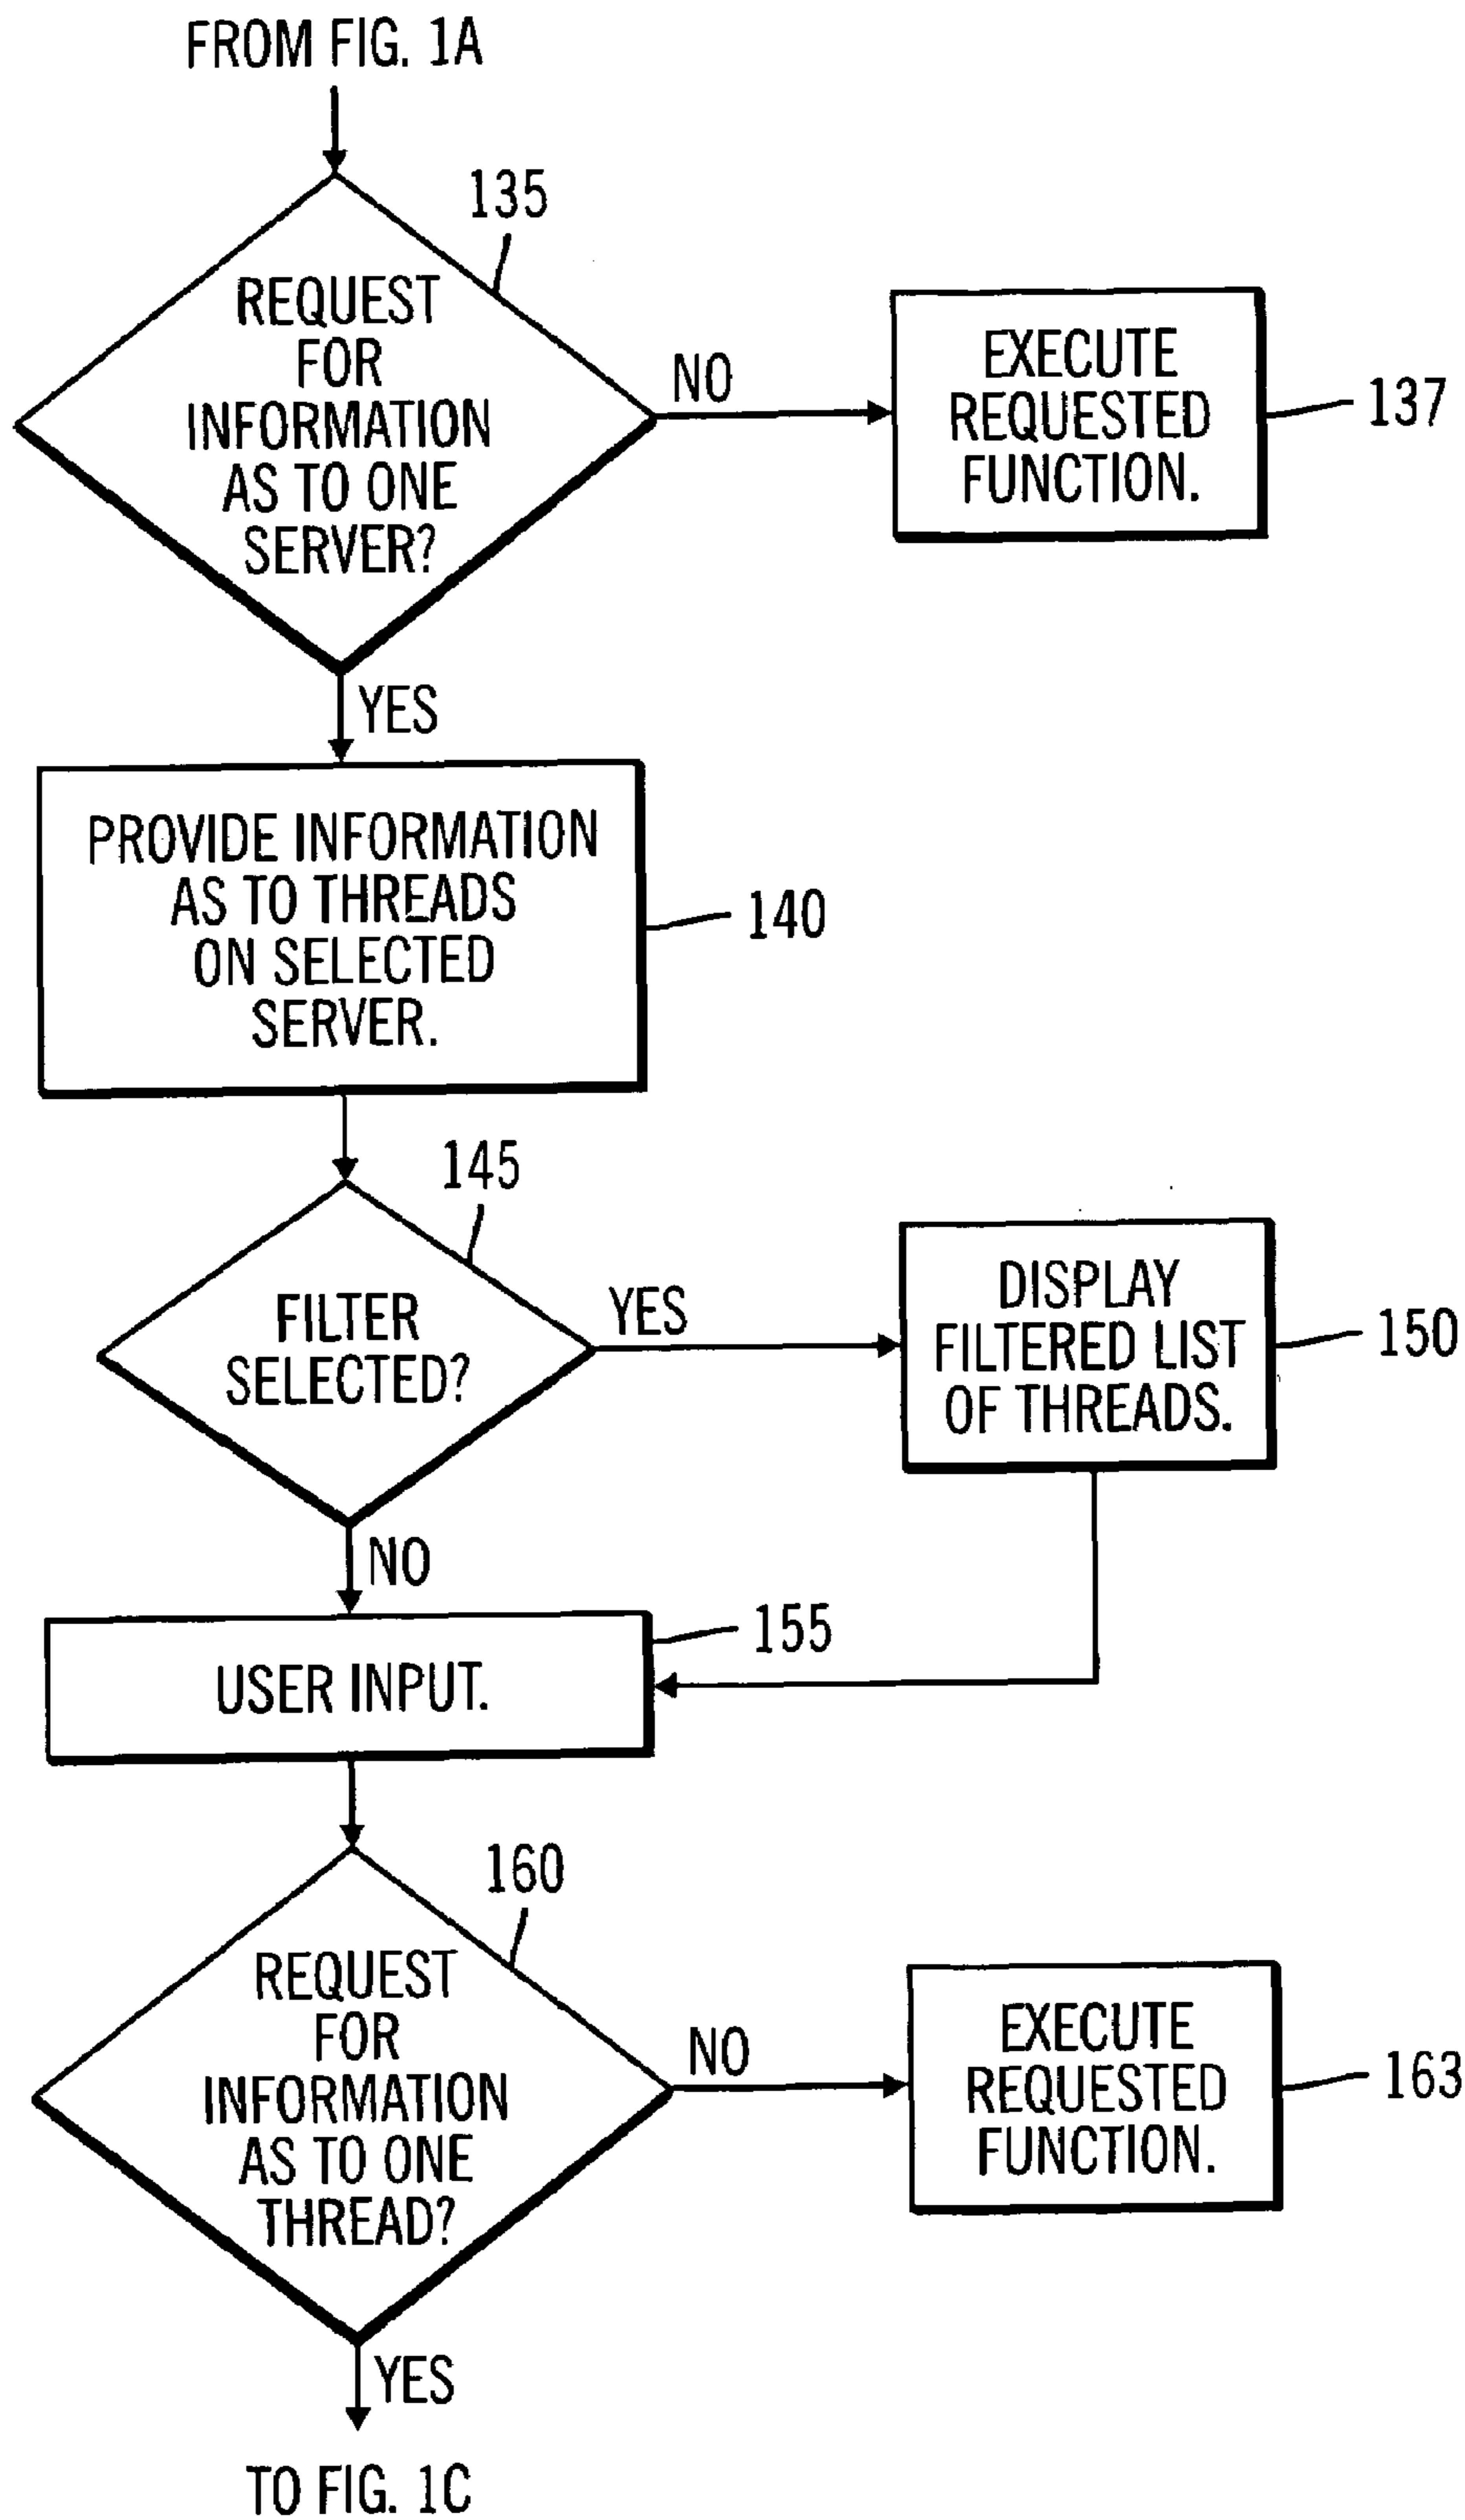 FROM FIG. 1A
135
REQUEST
FOR
INFORMATION
AS TO ONE
SERVER?
NO
EXECUTE
REQUESTED
FUNCTION.
137
YES
PROVIDE INFORMATION
AS TO THREADS
ON SELECTED
SERVER.
140
145
FILTER
SELECTED?
YES
DISPLAY
FILTERED LIST
OF THREADS.
150
NO
USER INPUT.
155
160
REQUEST
FOR
INFORMATION
AS TO ONE
THREAD?
NO
EXECUTE
REQUESTED
FUNCTION.
163
YES
TO FIG. 1C